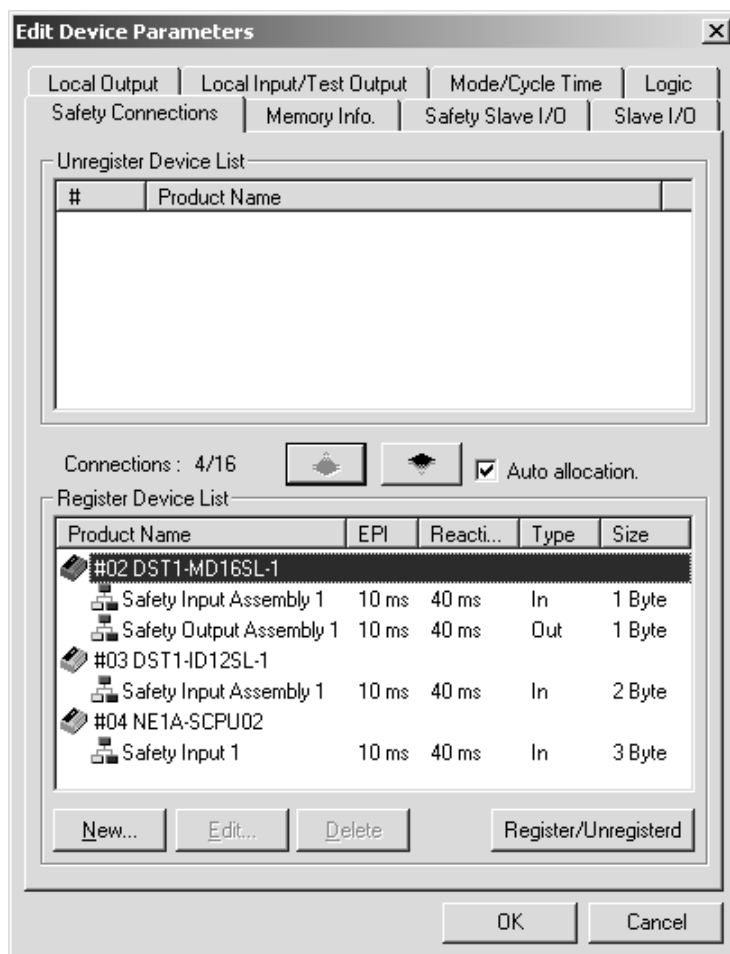 Edit Device Parameters
Local Output Local Input/Test Output Mode/Cycle Time Logic
Safety Connections Memory Info. Safety Slave I/O Slave I/O
Unregister Device List
# Product Name
Connections : 4/16 Auto allocation.
Register Device List
Product Name EPI Reacti... Type Size
#02 DST1-MD16SL-1
Safety Input Assembly 1 10 ms 40 ms In 1 Byte
Safety Output Assembly 1 10 ms 40 ms Out 1 Byte
#03 DST1-ID12SL-1
Safety Input Assembly 1 10 ms 40 ms In 2 Byte
#04 NE1A-SCPU02
Safety Input 1 10 ms 40 ms In 3 Byte
New... Edit... Delete Register/Unregisterd
OK Cancel